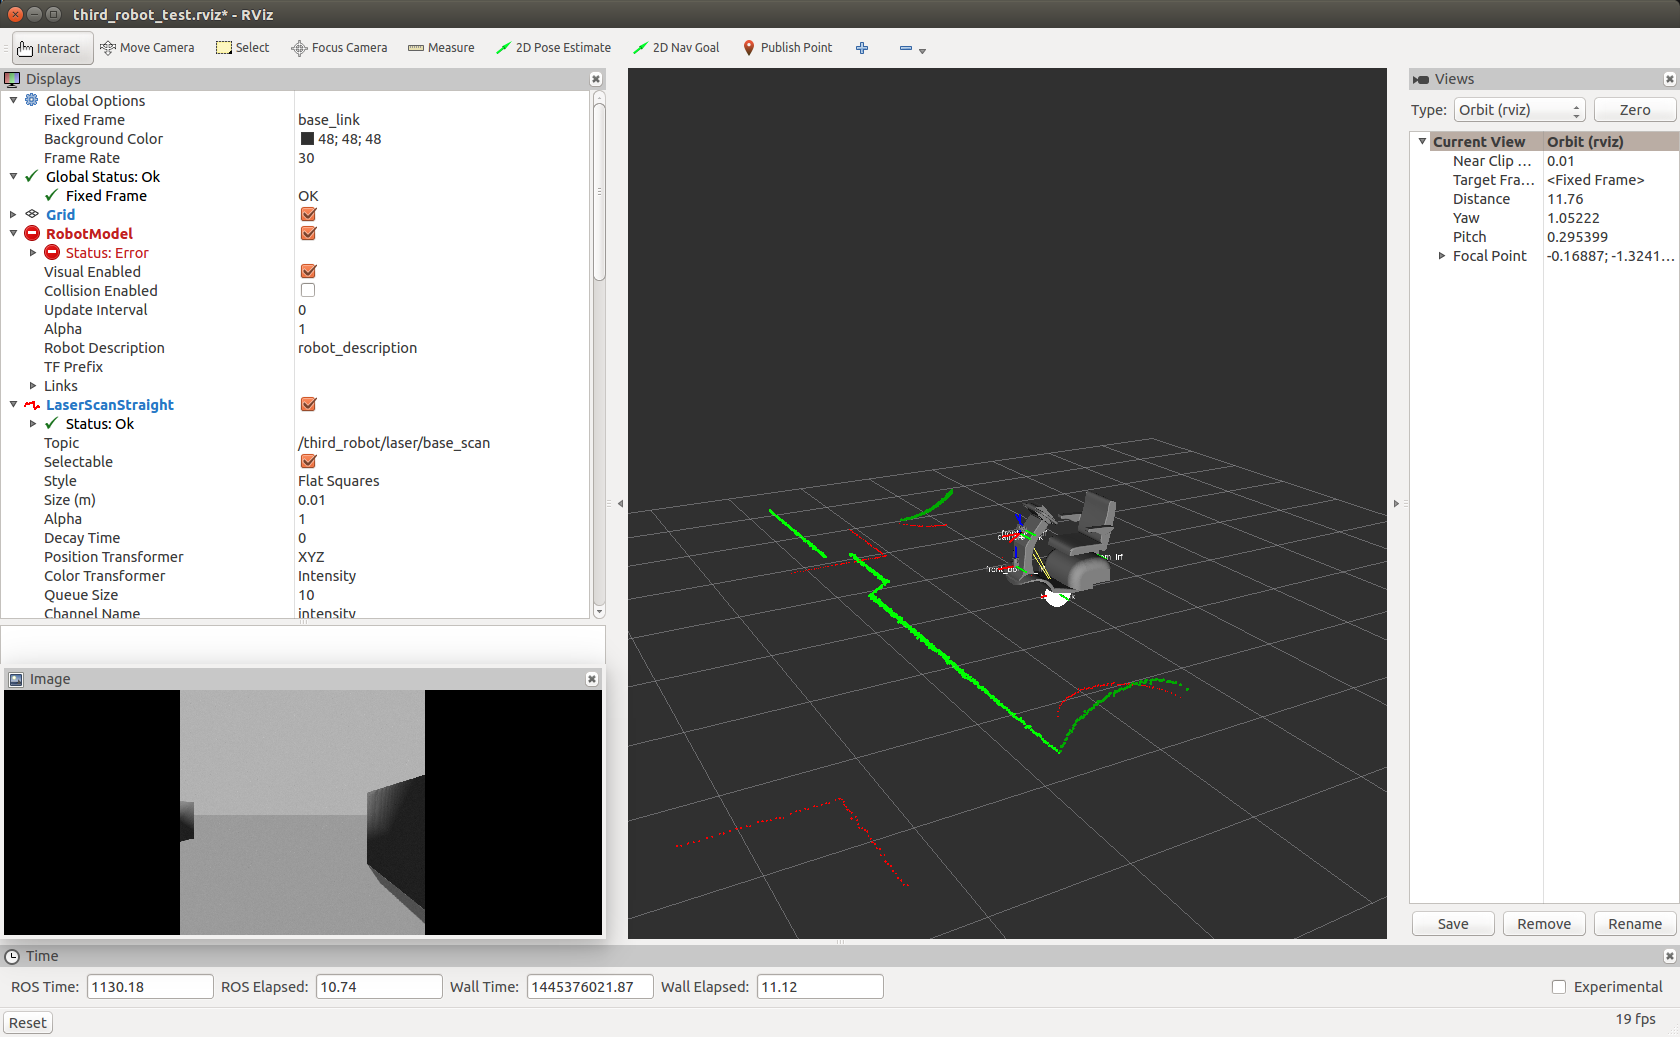 third_robot_test.rviz* - RViz
Interact Move Camera Select Focus Camera Measure 2D Pose Estimate 2D Nav Goal Publish Point
Displays
Global Options
Fixed Frame base_link
Background Color 48; 48; 48
Frame Rate 30
Global Status: Ok
Fixed Frame OK
Grid
RobotModel
Status: Error
Visual Enabled
Collision Enabled
Update Interval 0
Alpha 1
Robot Description robot_description
TF Prefix
Links
LaserScanStraight
Status: Ok
Topic /third_robot/laser/base_scan
Selectable
Style Flat Squares
Size (m) 0.01
Alpha 1
Decay Time 0
Position Transformer XYZ
Color Transformer Intensity
Queue Size 10
Channel Name intensity
Image
Views
Type: Orbit (rviz) Zero
Current View Orbit (rviz)
Near Clip ... 0.01
Target Fra... <Fixed Frame>
Distance 11.76
Yaw 1.05222
Pitch 0.295399
Focal Point -0.16887; -1.3241...
Save Remove Rename
Time
ROS Time: 1130.18 ROS Elapsed: 10.74 Wall Time: 1445376021.87 Wall Elapsed: 11.12 Experimental
Reset 19 fps